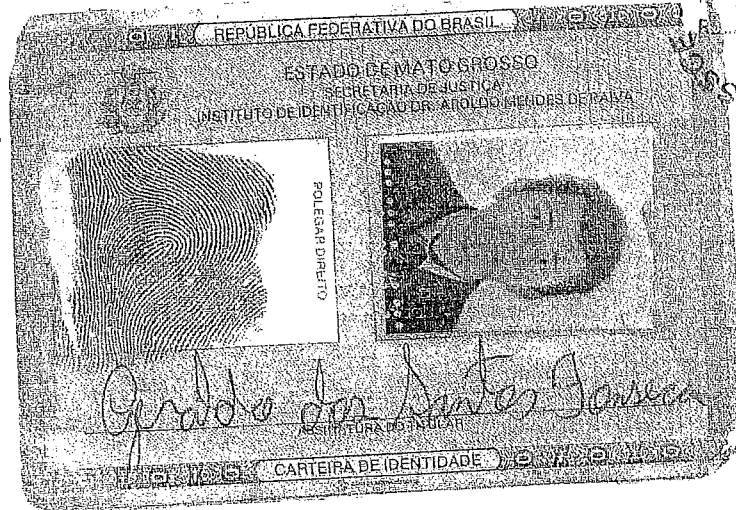 REPÚBLICA FEDERATIVA DO BRASIL
ESTADO DE MATO GROSSO
SECRETARIA DE JUSTIÇA
INSTITUTO DE IDENTIFICAÇÃO DR. AROLDO MENDES DE PAIVA
POLEGAR DIREITO
Geraldo dos Santos Fonseca
ASSINATURA DO TITULAR
CARTEIRA DE IDENTIDADE